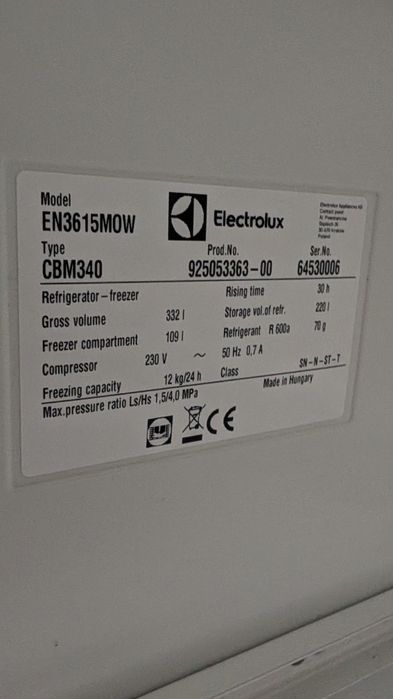 Model
EN3615MOW
Electrolux
Type
CBM340
Prod.No.
925053363-00
Ser.No.
64530006
Refrigerator-freezer
Rising time 30 h
Gross volume 332 l
Storage vol.of refr. 220 l
Freezer compartment 109 l
Refrigerant R 600a 70 g
Compressor 230 V ~ 50 Hz 0,7 A
Freezing capacity 12 kg/24 h
Class SN-N-ST-T
Max.pressure ratio Ls/Hs 1,5/4,0 MPa
Made in Hungary
CE